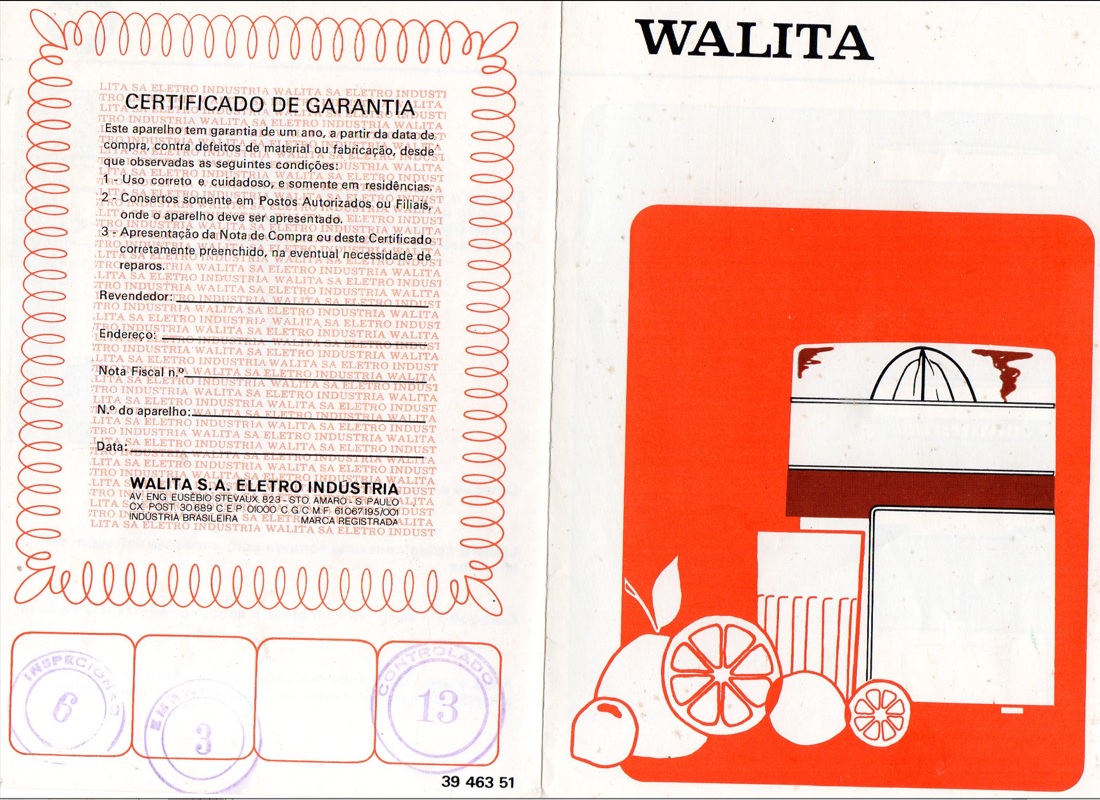 CERTIFICADO DE GARANTIA
Este aparelho tem garantia de um ano, a partir da data de
compra, contra defeitos de material ou fabricação, desde
que observadas as seguintes condições:
1 - Uso correto e cuidadoso, e somente em residências.
2 - Consertos somente em Postos Autorizados ou Filiais,
onde o aparelho deve ser apresentado.
3 - Apresentação da Nota de Compra ou deste Certificado
corretamente preenchido, na eventual necessidade de
reparos.
Revendedor:
Endereço:
Nota Fiscal n.º
N.º do aparelho:
Data:
WALITA S.A. ELETRO INDÚSTRIA
AV. ENG. EUSÉBIO STEVAUX, 823 - STO. AMARO - S. PAULO
CX. POST. 30.689 C.E.P. 01000 C.G.C.M.F. 61.067.195/001
INDÚSTRIA BRASILEIRA MARCA REGISTRADA
INSPECIONADO
6
3
CONTROLADO
13
39 463 51
WALITA